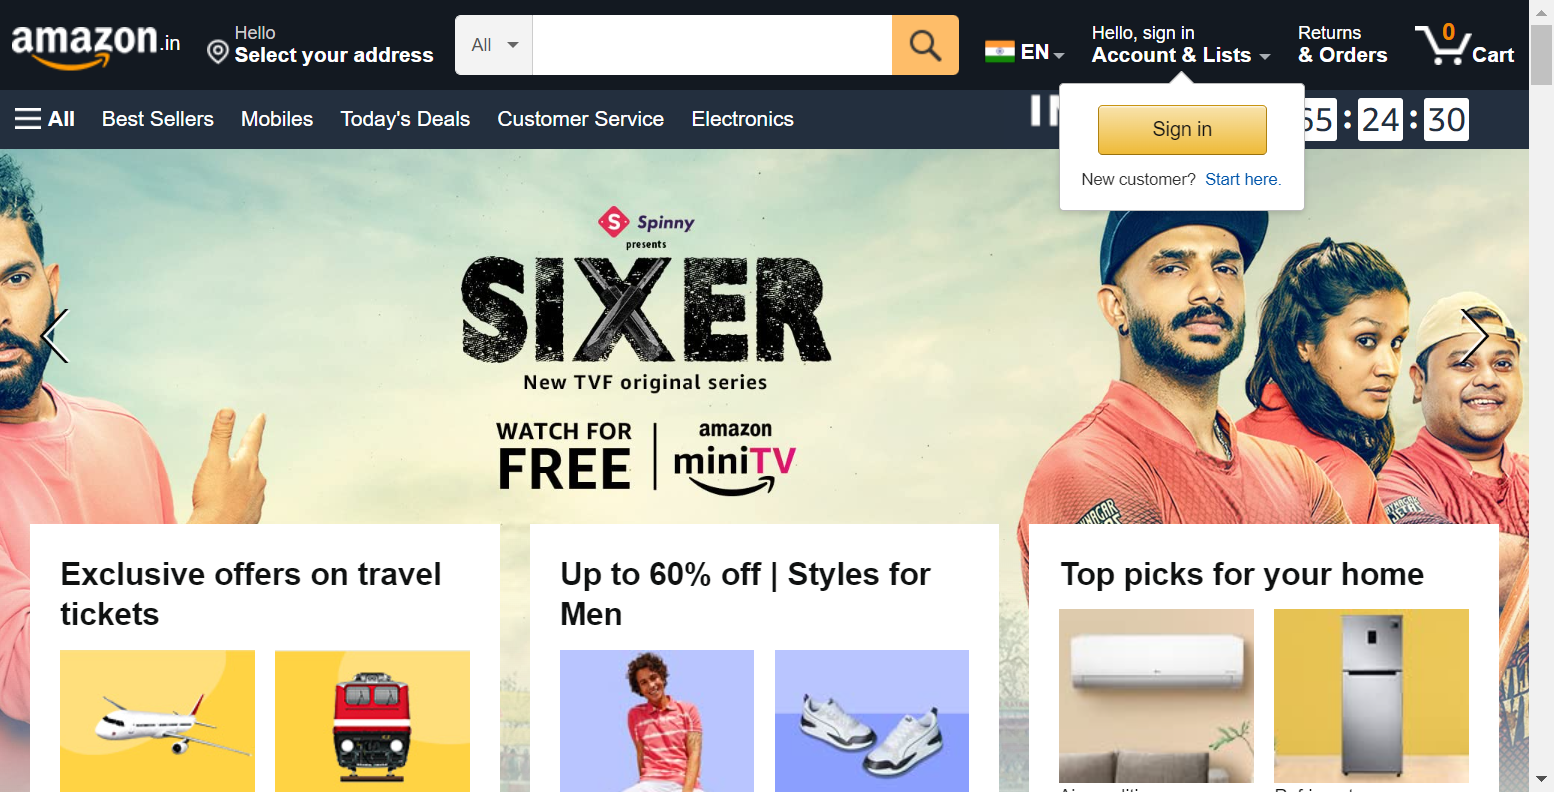 amazon.in
Hello
Select your address
All
EN
Hello, sign in
Account & Lists
Returns
& Orders
0
Cart
All
Best Sellers
Mobiles
Today's Deals
Customer Service
Electronics
55 : 24 : 30
Sign in
New customer? Start here.
S Spinny
presents
SIXER
New TVF original series
WATCH FOR
FREE
amazon
miniTV
Exclusive offers on travel
tickets
Up to 60% off | Styles for
Men
Top picks for your home